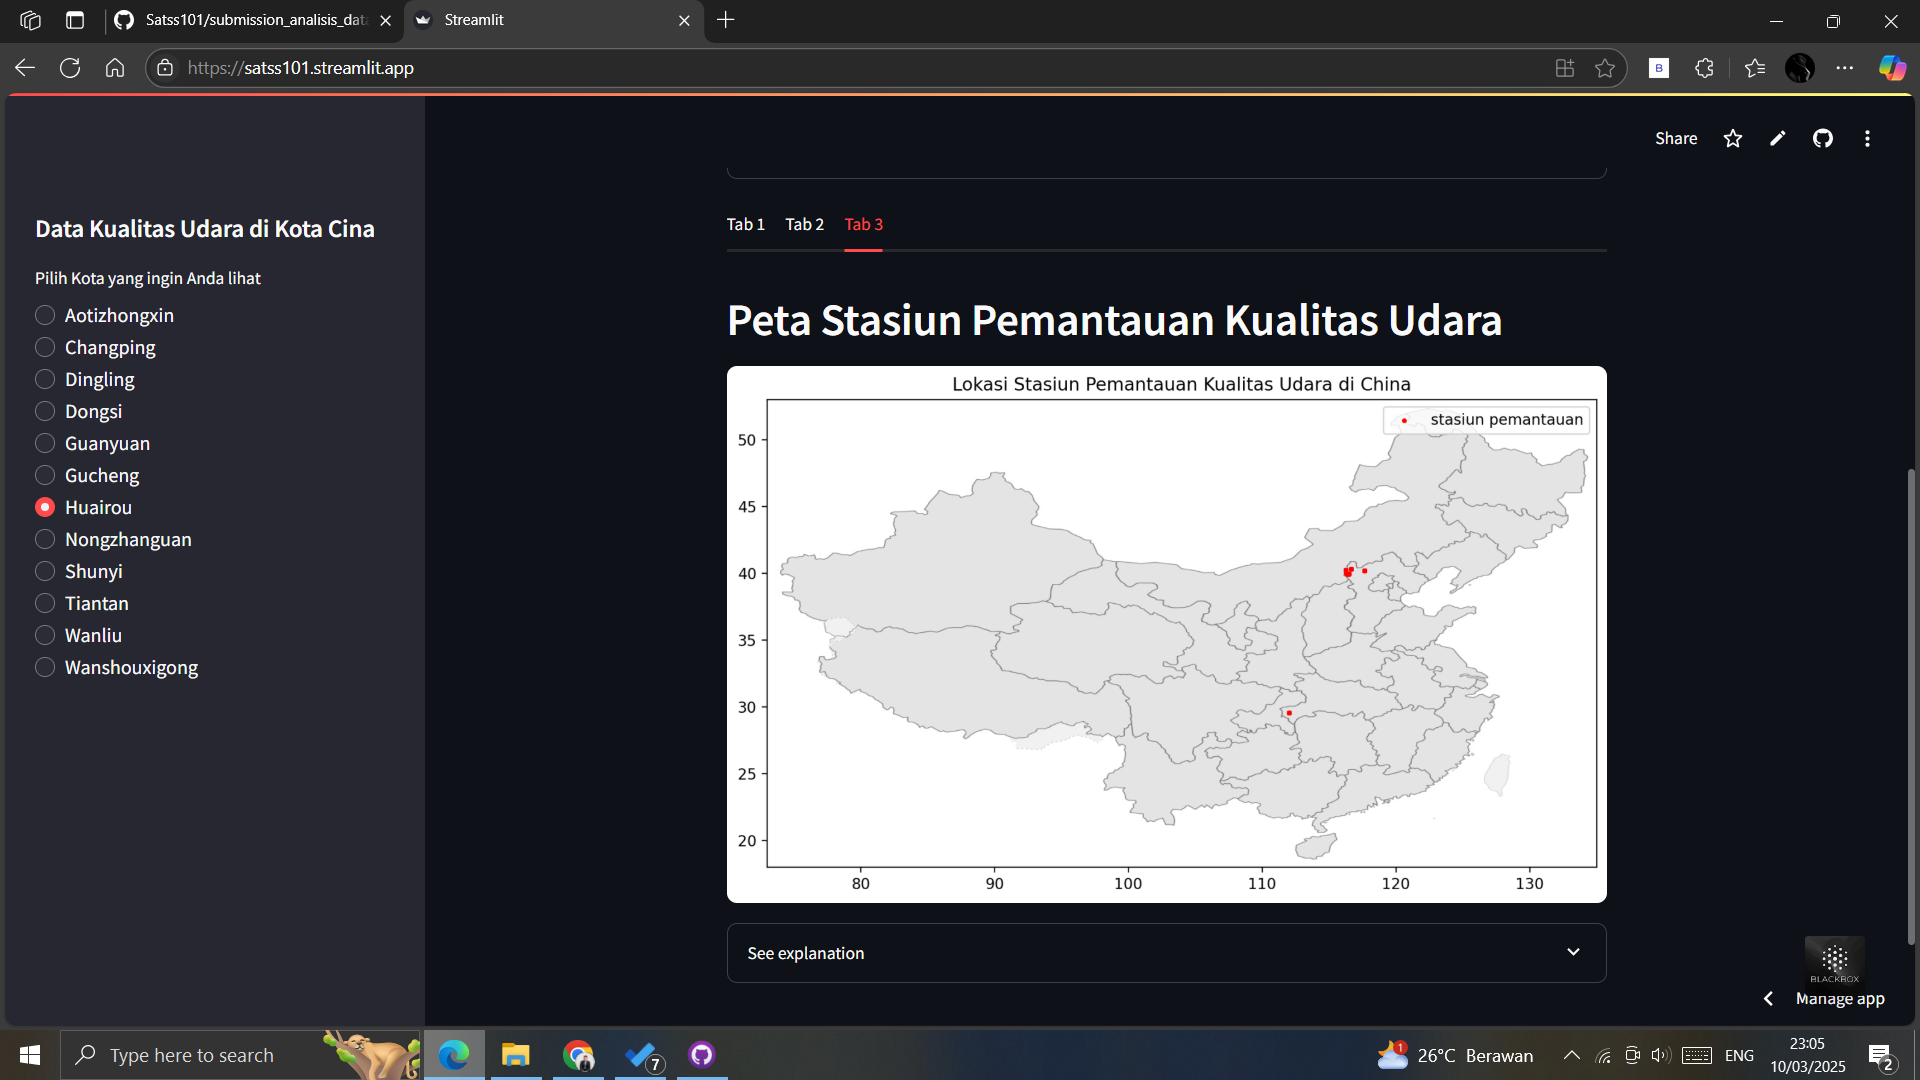 Satss101/submission_analisis_data
Streamlit
https://satss101.streamlit.app
B
Share
Data Kualitas Udara di Kota Cina
Pilih Kota yang ingin Anda lihat
Aotizhongxin
Changping
Dingling
Dongsi
Guanyuan
Gucheng
Huairou
Nongzhanguan
Shunyi
Tiantan
Wanliu
Wanshouxigong
Tab 1 Tab 2 Tab 3
Peta Stasiun Pemantauan Kualitas Udara
Lokasi Stasiun Pemantauan Kualitas Udara di China
stasiun pemantauan
50
45
40
35
30
25
20
80 90 100 110 120 130
See explanation
BLACKBOX
Manage app
Type here to search
7
1
26°C Berawan
ENG
23:05
10/03/2025
2